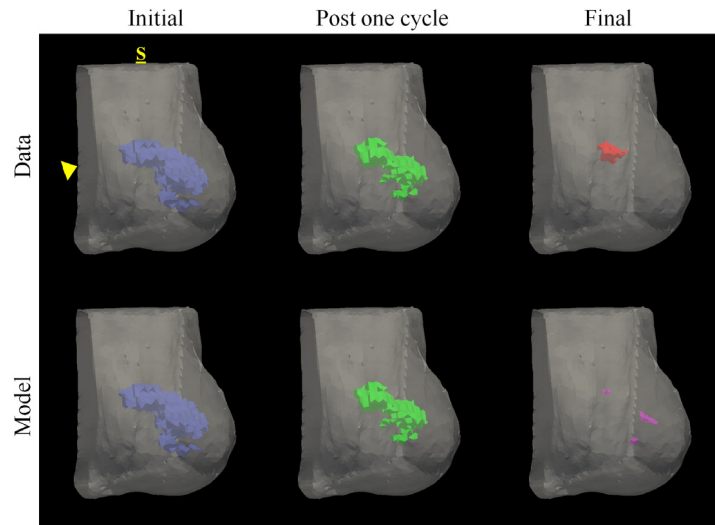 Initial Post one cycle Final
S
Data
Model